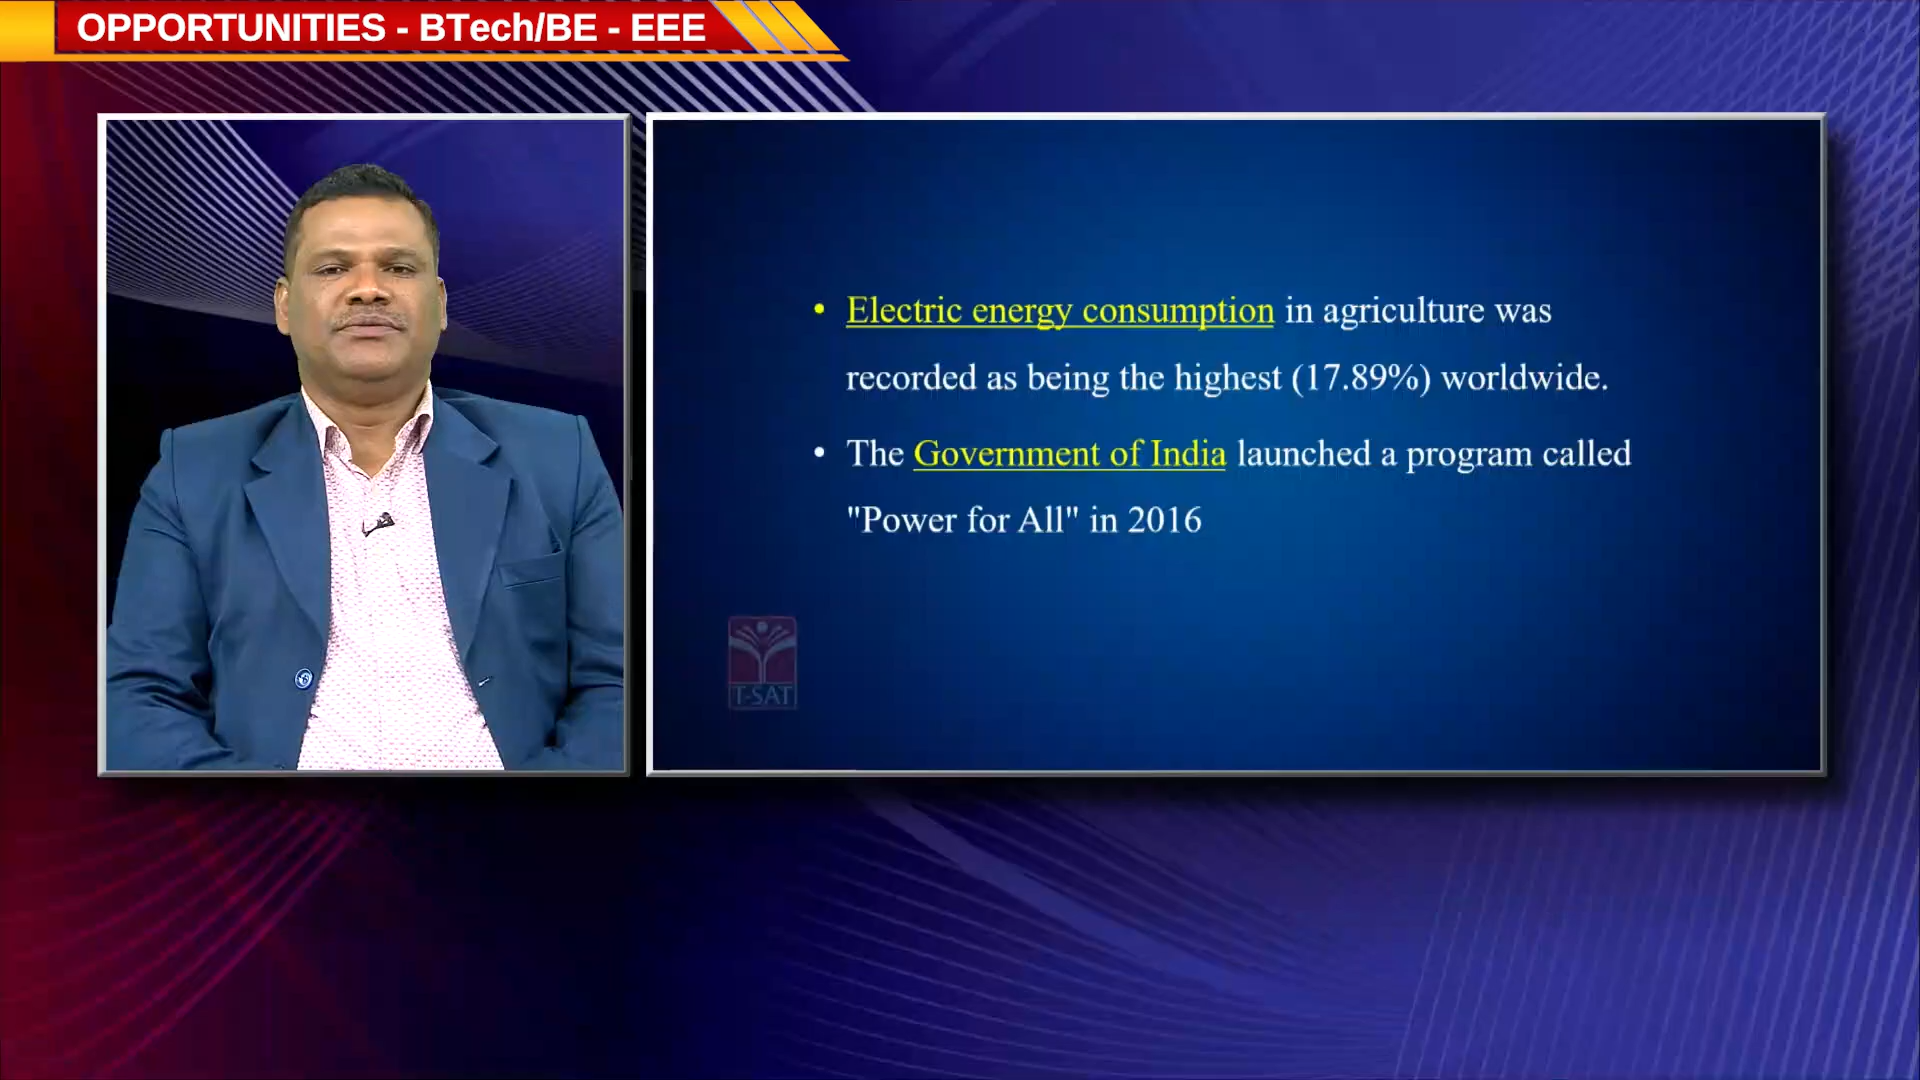 OPPORTUNITIES - BTech/BE - EEE
• Electric energy consumption in agriculture was
recorded as being the highest (17.89%) worldwide.
• The Government of India launched a program called
"Power for All" in 2016
T-SAT